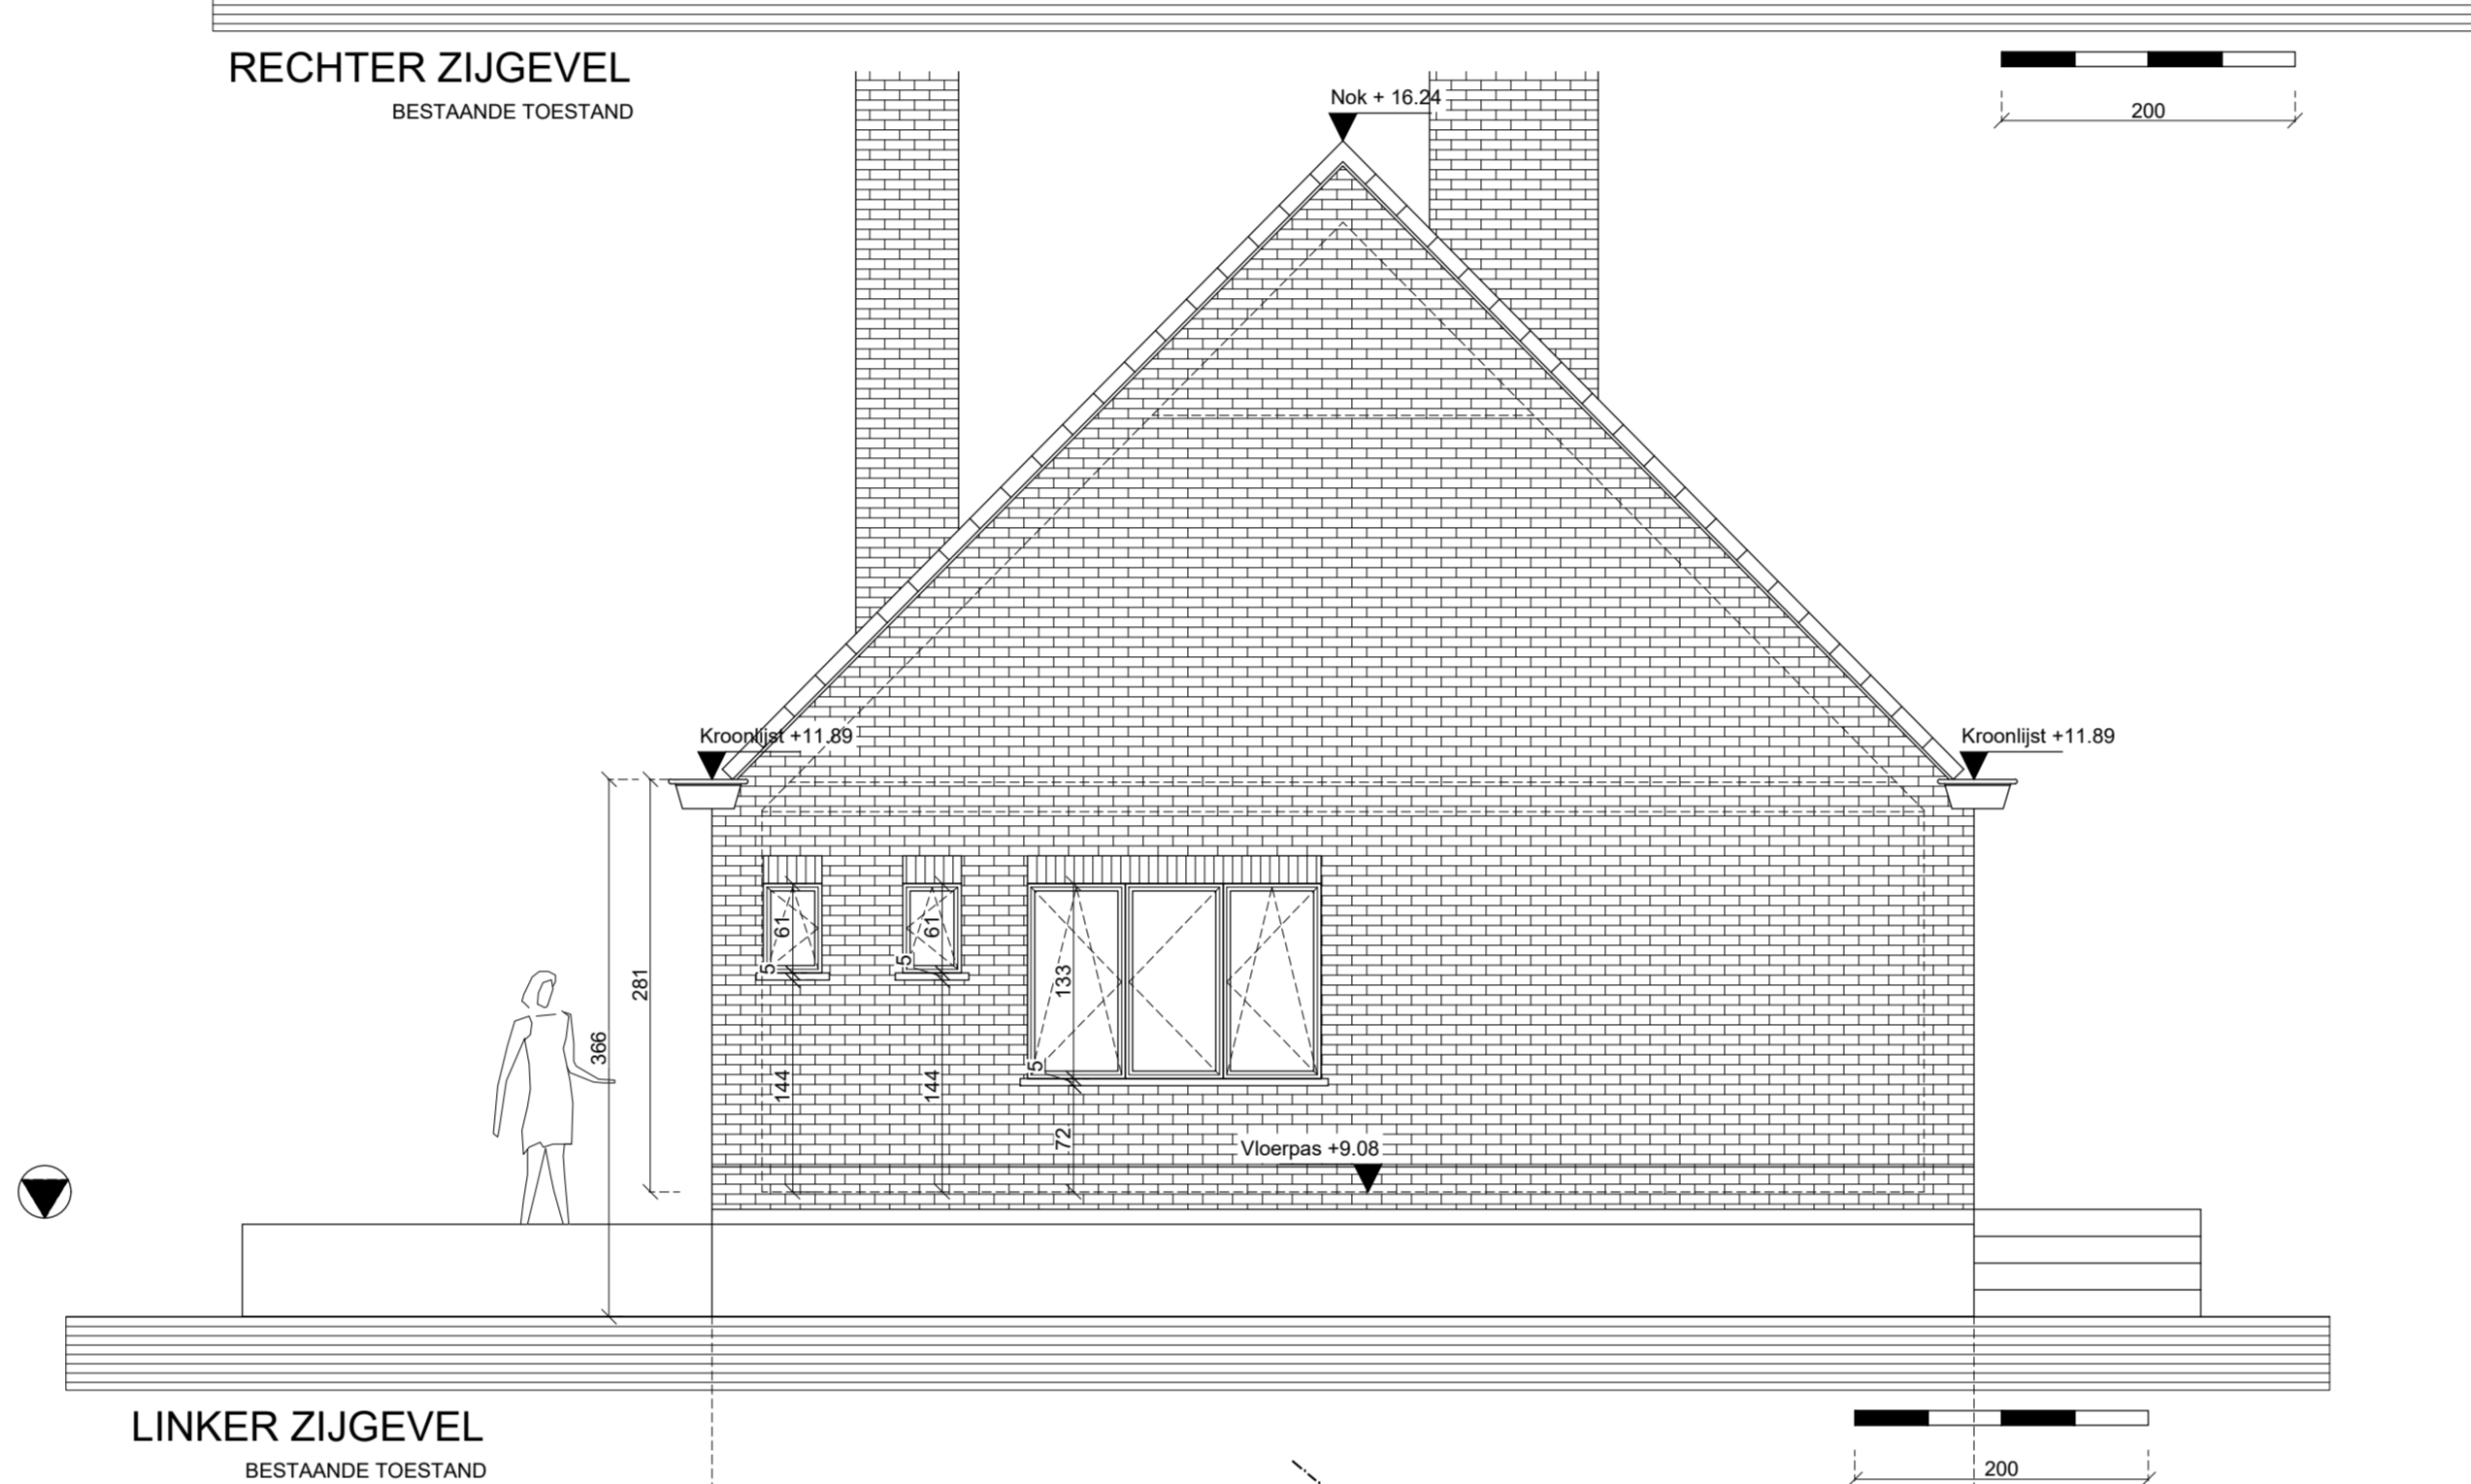 RECHTER ZIJGEVEL
BESTAANDE TOESTAND
200
Nok + 16.24
Kroonlijst +11.89
Kroonlijst +11.89
61
61
5
5
133
281
366
5
144
144
72
Vloerpas +9.08
LINKER ZIJGEVEL
BESTAANDE TOESTAND
200